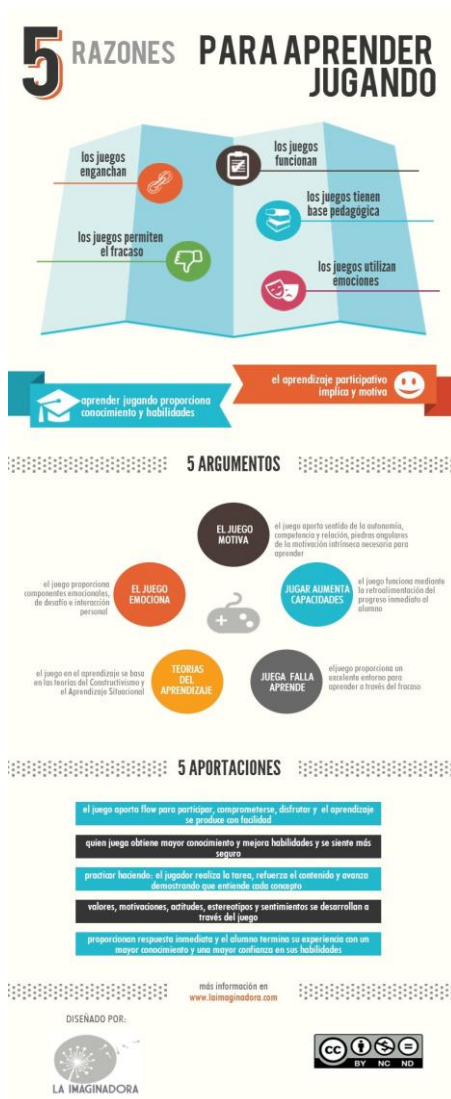 5 RAZONES PARA APRENDER
JUGANDO
los juegos
enganchan
los juegos
funcionan
los juegos tienen
base pedagógica
los juegos permiten
el fracaso
los juegos utilizan
emociones
el aprendizaje participativo
implica y motiva
aprender jugando proporciona
conocimiento y habilidades
5 ARGUMENTOS
EL JUEGO
MOTIVA
el juego aporta sentido de la autonomía,
competencia y relación, piedras angulares
de la motivación intrínseca necesaria para
aprender
el juego proporciona
componentes emocionales,
de desafío e interacción
personal
EL JUEGO
EMOCIONA
JUGAR AUMENTA
CAPACIDADES
el juego funciona mediante
la retroalimentación del
progreso inmediato al
alumno
el juego en el aprendizaje se basa
en las teorías del Constructivismo y
el Aprendizaje Situacional
TEORIAS
DEL
APRENDIZAJE
JUEGA FALLA
APRENDE
eljuego proporciona un
excelente entorno para
aprender a través del fracaso
5 APORTACIONES
el juego aporta flow para participar, comprometerse, disfrutar y el aprendizaje
se produce con facilidad
quien juega obtiene mayor conocimiento y mejora habilidades y se siente más
seguro
practicar haciendo: el jugador realiza la tarea, refuerza el contenido y avanza
demostrando que entiende cada concepto
valores, motivaciones, actitudes, estereotipos y sentimientos se desarrollan a
través del juego
proporcionan respuesta inmediata y el alumno termina su experiencia con un
mayor conocimiento y una mayor confianza en sus habilidades
más información en
www.laimaginadora.com
DISEÑADO POR:
LA IMAGINADORA
cc
BY NC ND